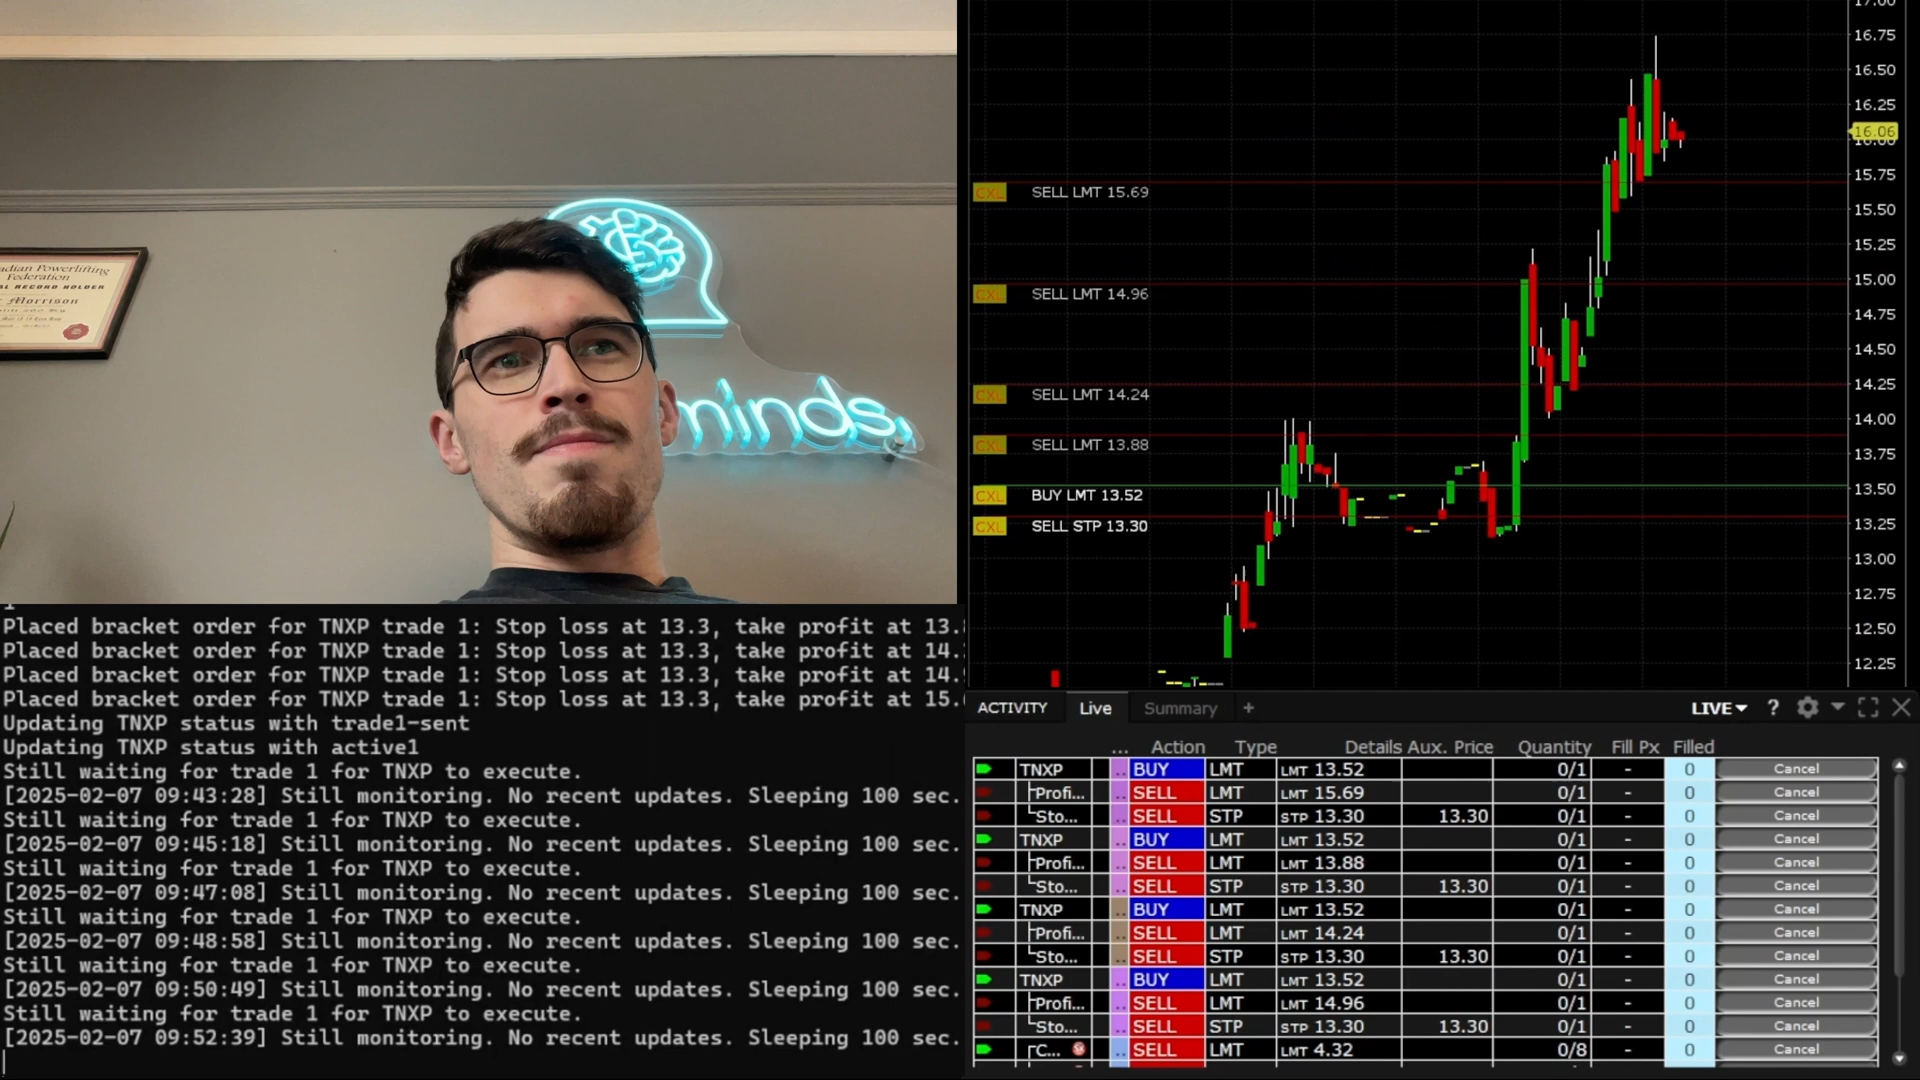 adian Powerlifting
Federation
AL RECORD HOLDER
Morrison
minds.
Placed bracket order for TNXP trade 1: Stop loss at 13.3, take profit at 13.
Placed bracket order for TNXP trade 1: Stop loss at 13.3, take profit at 14.
Placed bracket order for TNXP trade 1: Stop loss at 13.3, take profit at 14.
Placed bracket order for TNXP trade 1: Stop loss at 13.3, take profit at 15.
Updating TNXP status with trade1-sent
Updating TNXP status with active1
Still waiting for trade 1 for TNXP to execute.
[2025-02-07 09:43:28] Still monitoring. No recent updates. Sleeping 100 sec.
Still waiting for trade 1 for TNXP to execute.
[2025-02-07 09:45:18] Still monitoring. No recent updates. Sleeping 100 sec.
Still waiting for trade 1 for TNXP to execute.
[2025-02-07 09:47:08] Still monitoring. No recent updates. Sleeping 100 sec.
Still waiting for trade 1 for TNXP to execute.
[2025-02-07 09:48:58] Still monitoring. No recent updates. Sleeping 100 sec.
Still waiting for trade 1 for TNXP to execute.
[2025-02-07 09:50:49] Still monitoring. No recent updates. Sleeping 100 sec.
Still waiting for trade 1 for TNXP to execute.
[2025-02-07 09:52:39] Still monitoring. No recent updates. Sleeping 100 sec.
CXL SELL LMT 15.69
CXL SELL LMT 14.96
CXL SELL LMT 14.24
CXL SELL LMT 13.88
CXL BUY LMT 13.52
CXL SELL STP 13.30
17.00
16.75
16.50
16.25
16.06
16.00
15.75
15.50
15.25
15.00
14.75
14.50
14.25
14.00
13.75
13.50
13.25
13.00
12.75
12.50
12.25
ACTIVITY Live Summary + LIVE ?
... Action Type Details Aux. Price Quantity Fill Px Filled
TNXP .. BUY LMT LMT 13.52 0/1 - 0 Cancel
Profi... .. SELL LMT LMT 15.69 0/1 - 0 Cancel
Sto... .. SELL STP STP 13.30 13.30 0/1 - 0 Cancel
TNXP .. BUY LMT LMT 13.52 0/1 - 0 Cancel
Profi... .. SELL LMT LMT 13.88 0/1 - 0 Cancel
Sto... .. SELL STP STP 13.30 13.30 0/1 - 0 Cancel
TNXP .. BUY LMT LMT 13.52 0/1 - 0 Cancel
Profi... .. SELL LMT LMT 14.24 0/1 - 0 Cancel
Sto... .. SELL STP STP 13.30 13.30 0/1 - 0 Cancel
TNXP .. BUY LMT LMT 13.52 0/1 - 0 Cancel
Profi... .. SELL LMT LMT 14.96 0/1 - 0 Cancel
Sto... .. SELL STP STP 13.30 13.30 0/1 - 0 Cancel
C... .. SELL LMT LMT 4.32 0/8 - 0 Cancel